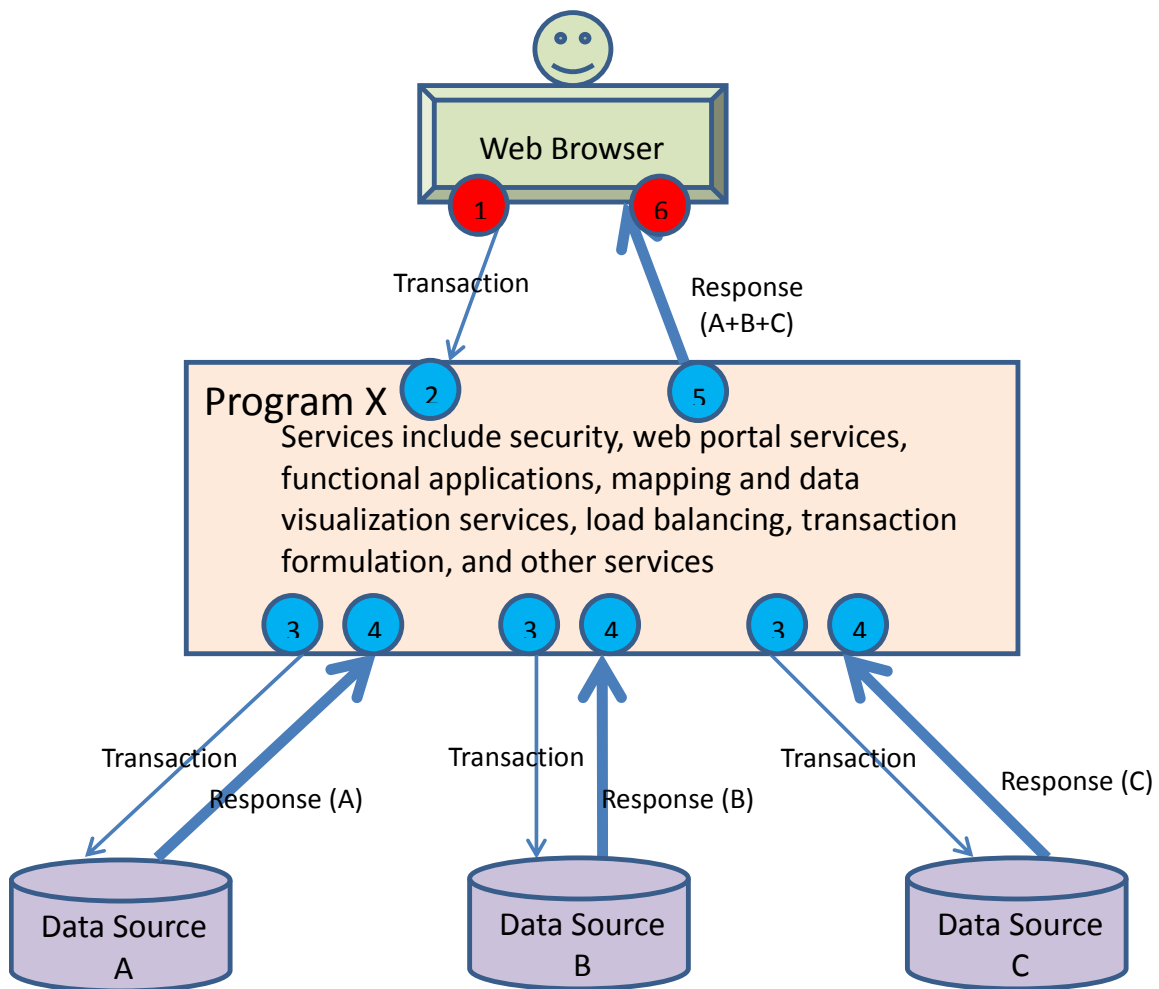 Web Browser
1
6
Transaction
Response
(A+B+C)
2
5
Program X
Services include security, web portal services,
functional applications, mapping and data
visualization services, load balancing, transaction
formulation, and other services
3
4
3
4
3
4
Transaction
Response (A)
Transaction
Response (B)
Transaction
Response (C)
Data Source
A
Data Source
B
Data Source
C